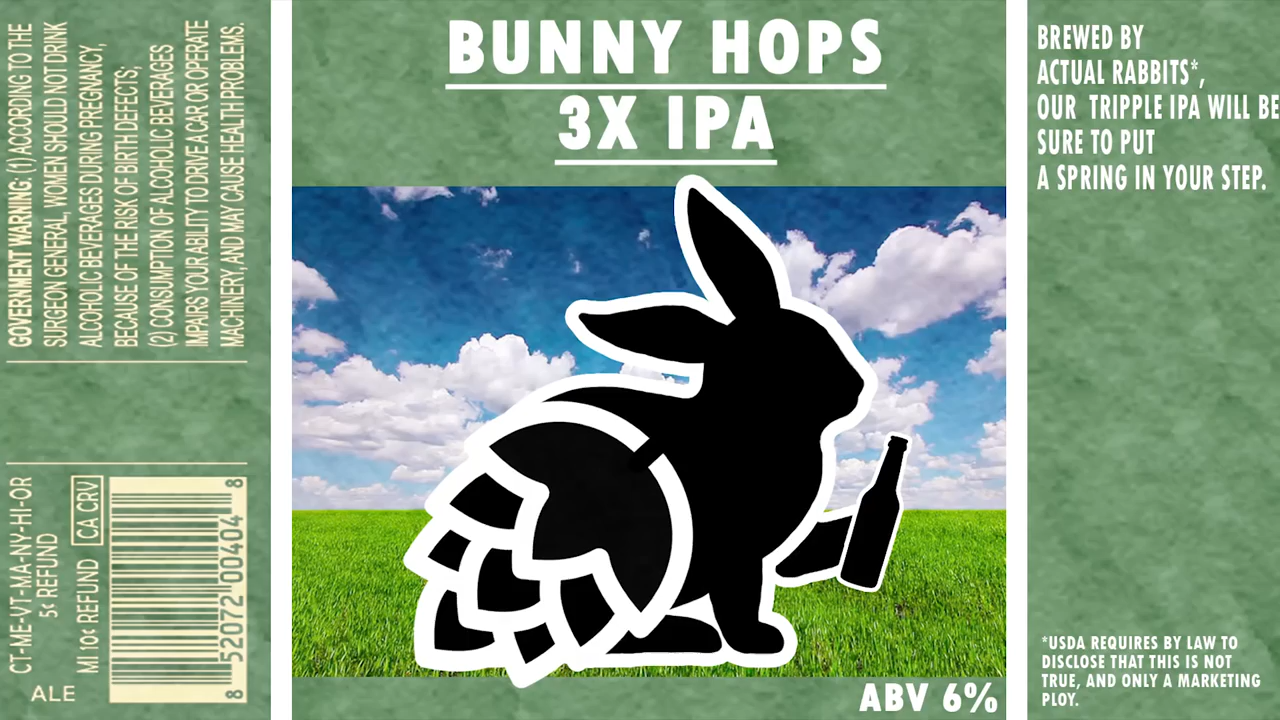 GOVERNMENT WARNING: (1) ACCORDING TO THE
SURGEON GENERAL, WOMEN SHOULD NOT DRINK
ALCOHOLIC BEVERAGES DURING PREGNANCY,
BECAUSE OF THE RISK OF BIRTH DEFECTS;
(2) CONSUMPTION OF ALCOHOLIC BEVERAGES
IMPAIRS YOUR ABILITY TO DRIVE A CAR OR OPERATE
MACHINERY, AND MAY CAUSE HEALTH PROBLEMS.
CT-ME-VT-MA-NY-HI-OR
5¢ REFUND
MI 10¢ REFUND CA CRV
8 52072 00404 8
ALE
BUNNY HOPS
3X IPA
ABV 6%
BREWED BY
ACTUAL RABBITS*,
OUR TRIPPLE IPA WILL BE
SURE TO PUT
A SPRING IN YOUR STEP.
*USDA REQUIRES BY LAW TO
DISCLOSE THAT THIS IS NOT
TRUE, AND ONLY A MARKETING
PLOY.